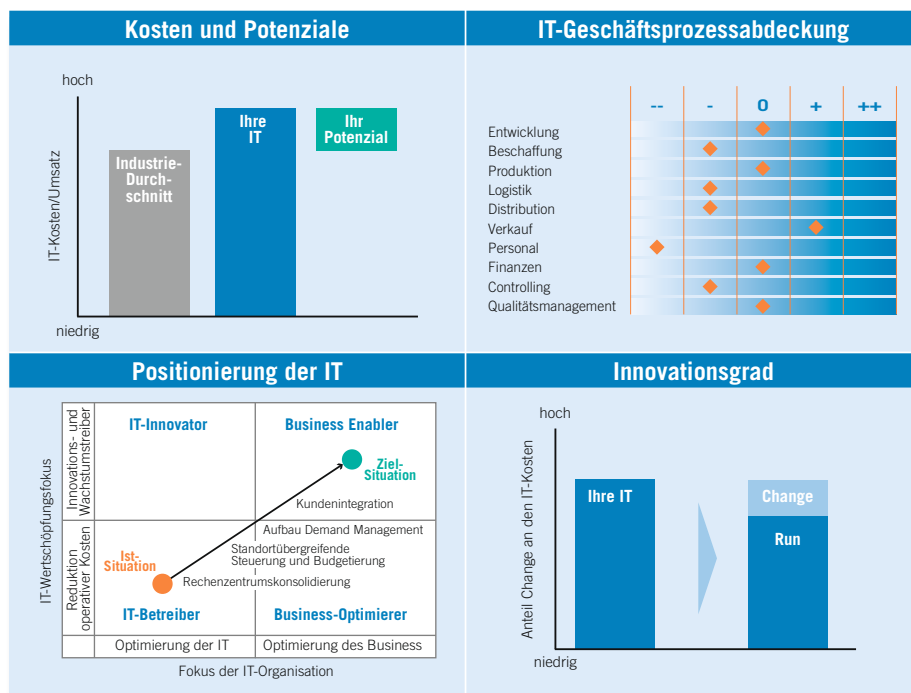 Kosten und Potenziale
hoch
IT-Kosten/Umsatz
Industrie-
Durch-
schnitt
Ihre
IT
Ihr
Potenzial
niedrig
IT-Geschäftsprozessabdeckung
-- - 0 + ++
Entwicklung
Beschaffung
Produktion
Logistik
Distribution
Verkauf
Personal
Finanzen
Controlling
Qualitätsmanagement
Positionierung der IT
IT-Wertschöpfungsfokus
Innovations- und
Wachstumstreiber
Reduktion
operativer Kosten
IT-Innovator
Business Enabler
Ziel-
Situation
Kundenintegration
Aufbau Demand Management
Standortübergreifende
Steuerung und Budgetierung
Ist-
Situation
Rechenzentrumskonsolidierung
IT-Betreiber
Business-Optimierer
Optimierung der IT
Optimierung des Business
Fokus der IT-Organisation
Innovationsgrad
hoch
Anteil Change an den IT-Kosten
Ihre IT
Change
Run
niedrig